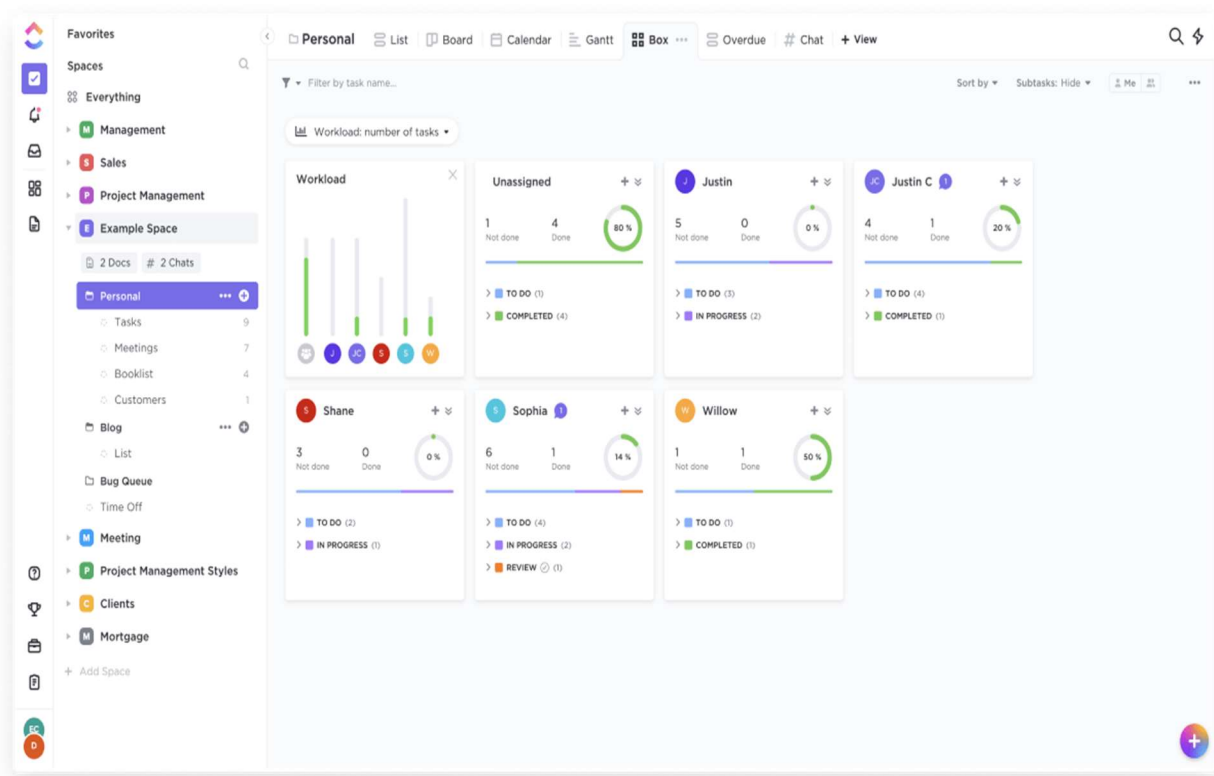 Favorites
Spaces
Everything
M Management
S Sales
P Project Management
E Example Space
2 Docs # 2 Chats
Personal
Tasks 9
Meetings 7
Booklist 4
Customers 1
Blog
List
Bug Queue
Time Off
M Meeting
P Project Management Styles
C Clients
M Mortgage
+ Add Space
EC
D
Personal List Board Calendar Gantt Box Overdue # Chat + View
Filter by task name... Sort by Subtasks: Hide Me
Workload: number of tasks
Workload
J JC S S W
Unassigned
1 4 80 %
Not done Done
TO DO (1)
COMPLETED (4)
J Justin
5 0 0 %
Not done Done
TO DO (3)
IN PROGRESS (2)
JC Justin C 1
4 1 20 %
Not done Done
TO DO (4)
COMPLETED (1)
S Shane
3 0 0 %
Not done Done
TO DO (2)
IN PROGRESS (1)
S Sophia 1
6 1 14 %
Not done Done
TO DO (4)
IN PROGRESS (2)
REVIEW (1)
W Willow
1 1 50 %
Not done Done
TO DO (1)
COMPLETED (1)